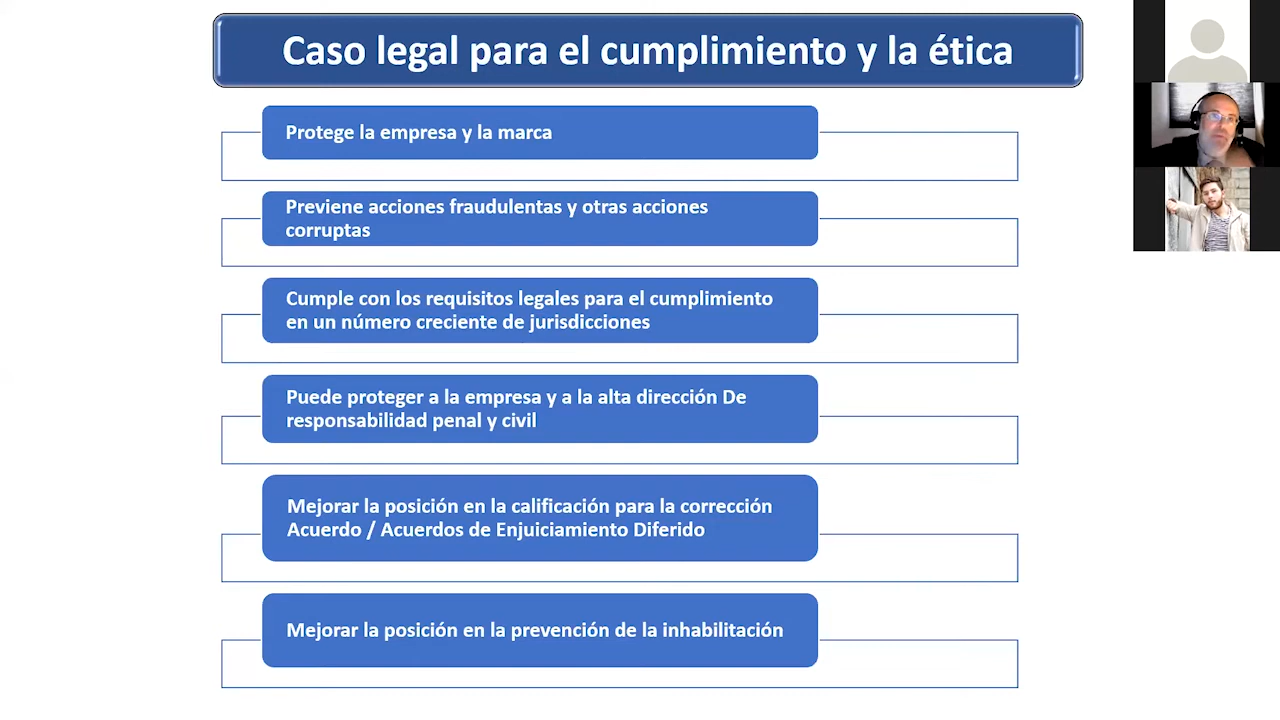 Caso legal para el cumplimiento y la ética
Protege la empresa y la marca
Previene acciones fraudulentas y otras acciones
corruptas
Cumple con los requisitos legales para el cumplimiento
en un número creciente de jurisdicciones
Puede proteger a la empresa y a la alta dirección De
responsabilidad penal y civil
Mejorar la posición en la calificación para la corrección
Acuerdo / Acuerdos de Enjuiciamiento Diferido
Mejorar la posición en la prevención de la inhabilitación